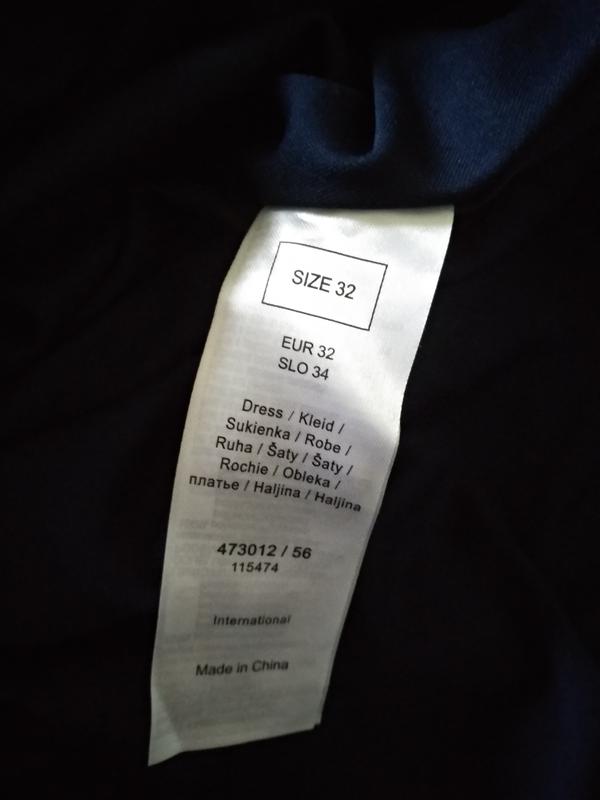 SIZE 32
EUR 32
SLO 34
Dress / Kleid /
Sukienka / Robe /
Ruha / Šaty / Šaty /
Rochie / Obleka /
платье / Haljina / Haljina
473012 / 56
115474
International
Made in China